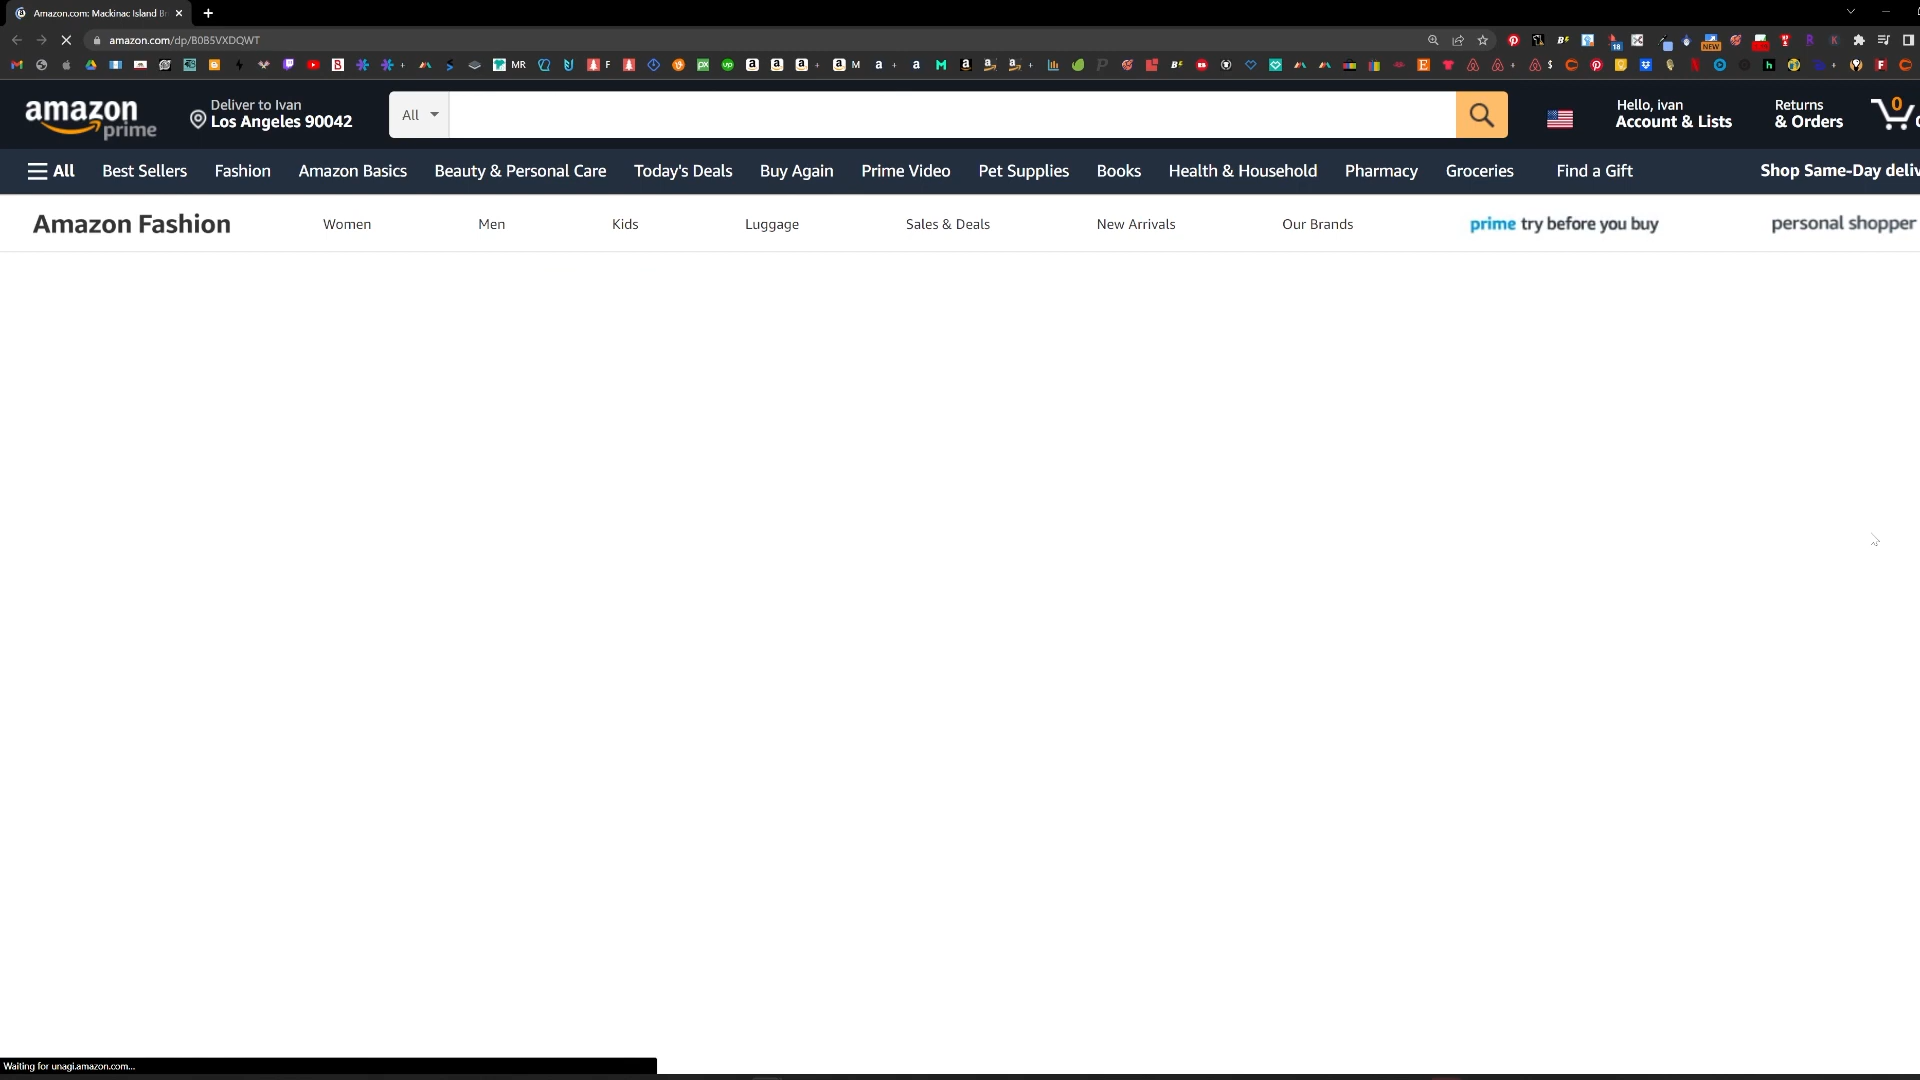 Amazon.com: Mackinac Island B
amazon.com/dp/B0B5VXDQWT
18
NEW
MR
F
M
$
amazon
prime
Deliver to Ivan
Los Angeles 90042
All
Hello, ivan
Account & Lists
Returns
& Orders
0
All
Best Sellers
Fashion
Amazon Basics
Beauty & Personal Care
Today's Deals
Buy Again
Prime Video
Pet Supplies
Books
Health & Household
Pharmacy
Groceries
Find a Gift
Shop Same-Day deliv
Amazon Fashion
Women
Men
Kids
Luggage
Sales & Deals
New Arrivals
Our Brands
prime try before you buy
personal shopper
Waiting for unagi.amazon.com...